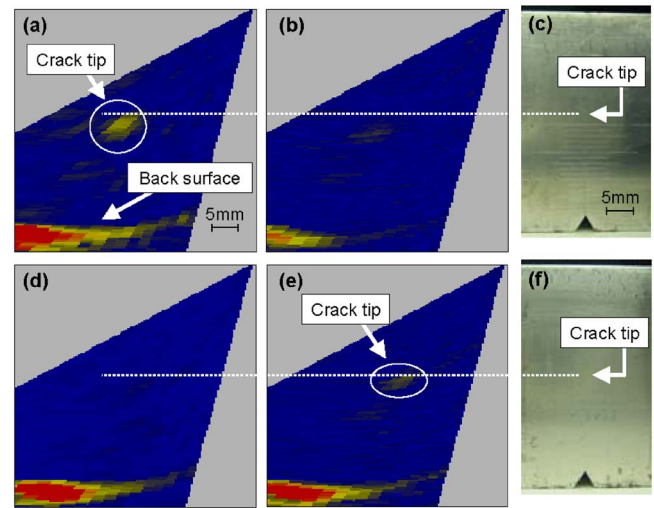 (a)
Crack tip
Back surface
5mm
(b)
(c)
Crack tip
5mm
(d)
(e)
Crack tip
(f)
Crack tip